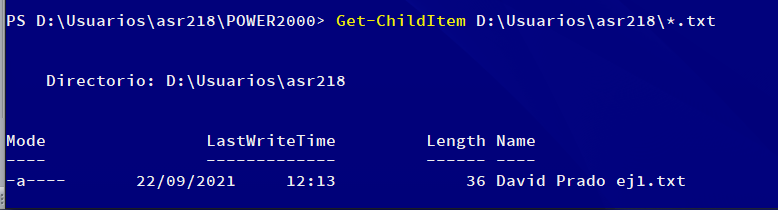 PS D:\Usuarios\asr218\POWER2000> Get-ChildItem D:\Usuarios\asr218\*.txt
Directorio: D:\Usuarios\asr218
Mode LastWriteTime Length Name
---- ------------- ------ ----
-a---- 22/09/2021 12:13 36 David Prado ej1.txt